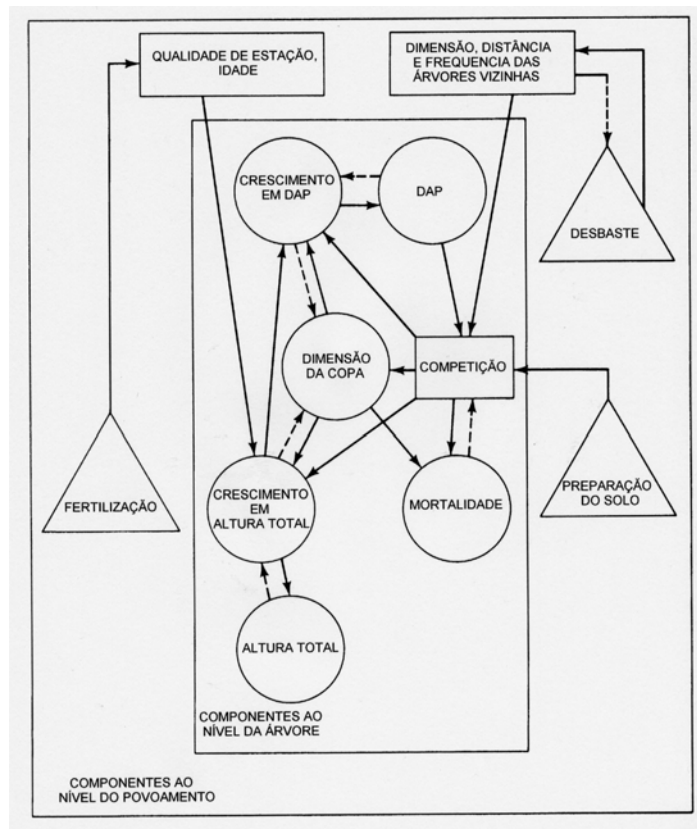 QUALIDADE DE ESTAÇÃO,
IDADE
DIMENSÃO, DISTÂNCIA
E FREQUENCIA DAS
ÁRVORES VIZINHAS
CRESCIMENTO
EM DAP
DAP
DESBASTE
DIMENSÃO
DA COPA
COMPETIÇÃO
FERTILIZAÇÃO
CRESCIMENTO
EM
ALTURA TOTAL
MORTALIDADE
PREPARAÇÃO
DO SOLO
ALTURA TOTAL
COMPONENTES AO
NÍVEL DA ÁRVORE
COMPONENTES AO
NÍVEL DO POVOAMENTO